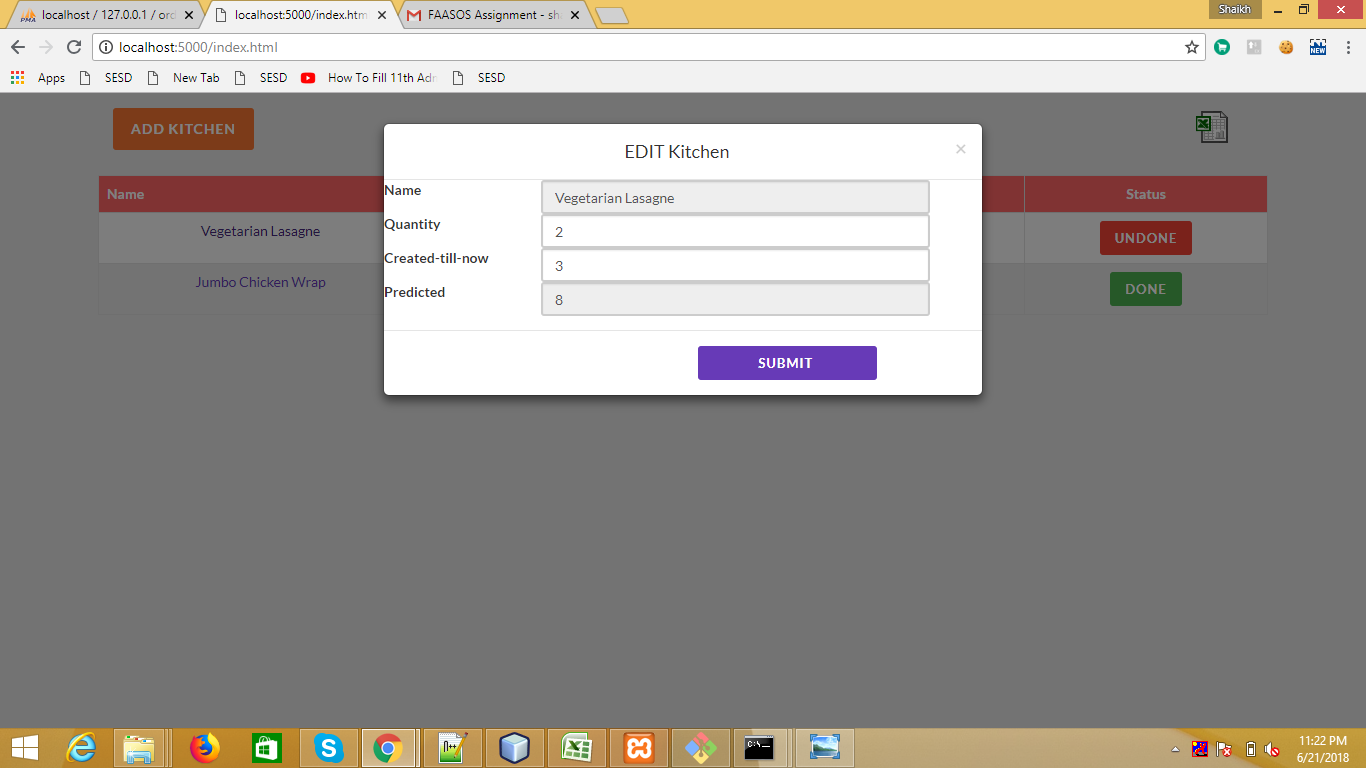 Shaikh
localhost / 127.0.0.1 / ord
localhost:5000/index.htm
FAASOS Assignment - sh
localhost:5000/index.html
NEW
Apps SESD New Tab SESD How To Fill 11th Adr SESD
ADD KITCHEN
EDIT Kitchen ×
Name Status
Name Vegetarian Lasagne
Quantity 2
Created-till-now 3
Predicted 8
SUBMIT
Vegetarian Lasagne UNDONE
Jumbo Chicken Wrap DONE
11:22 PM
6/21/2018